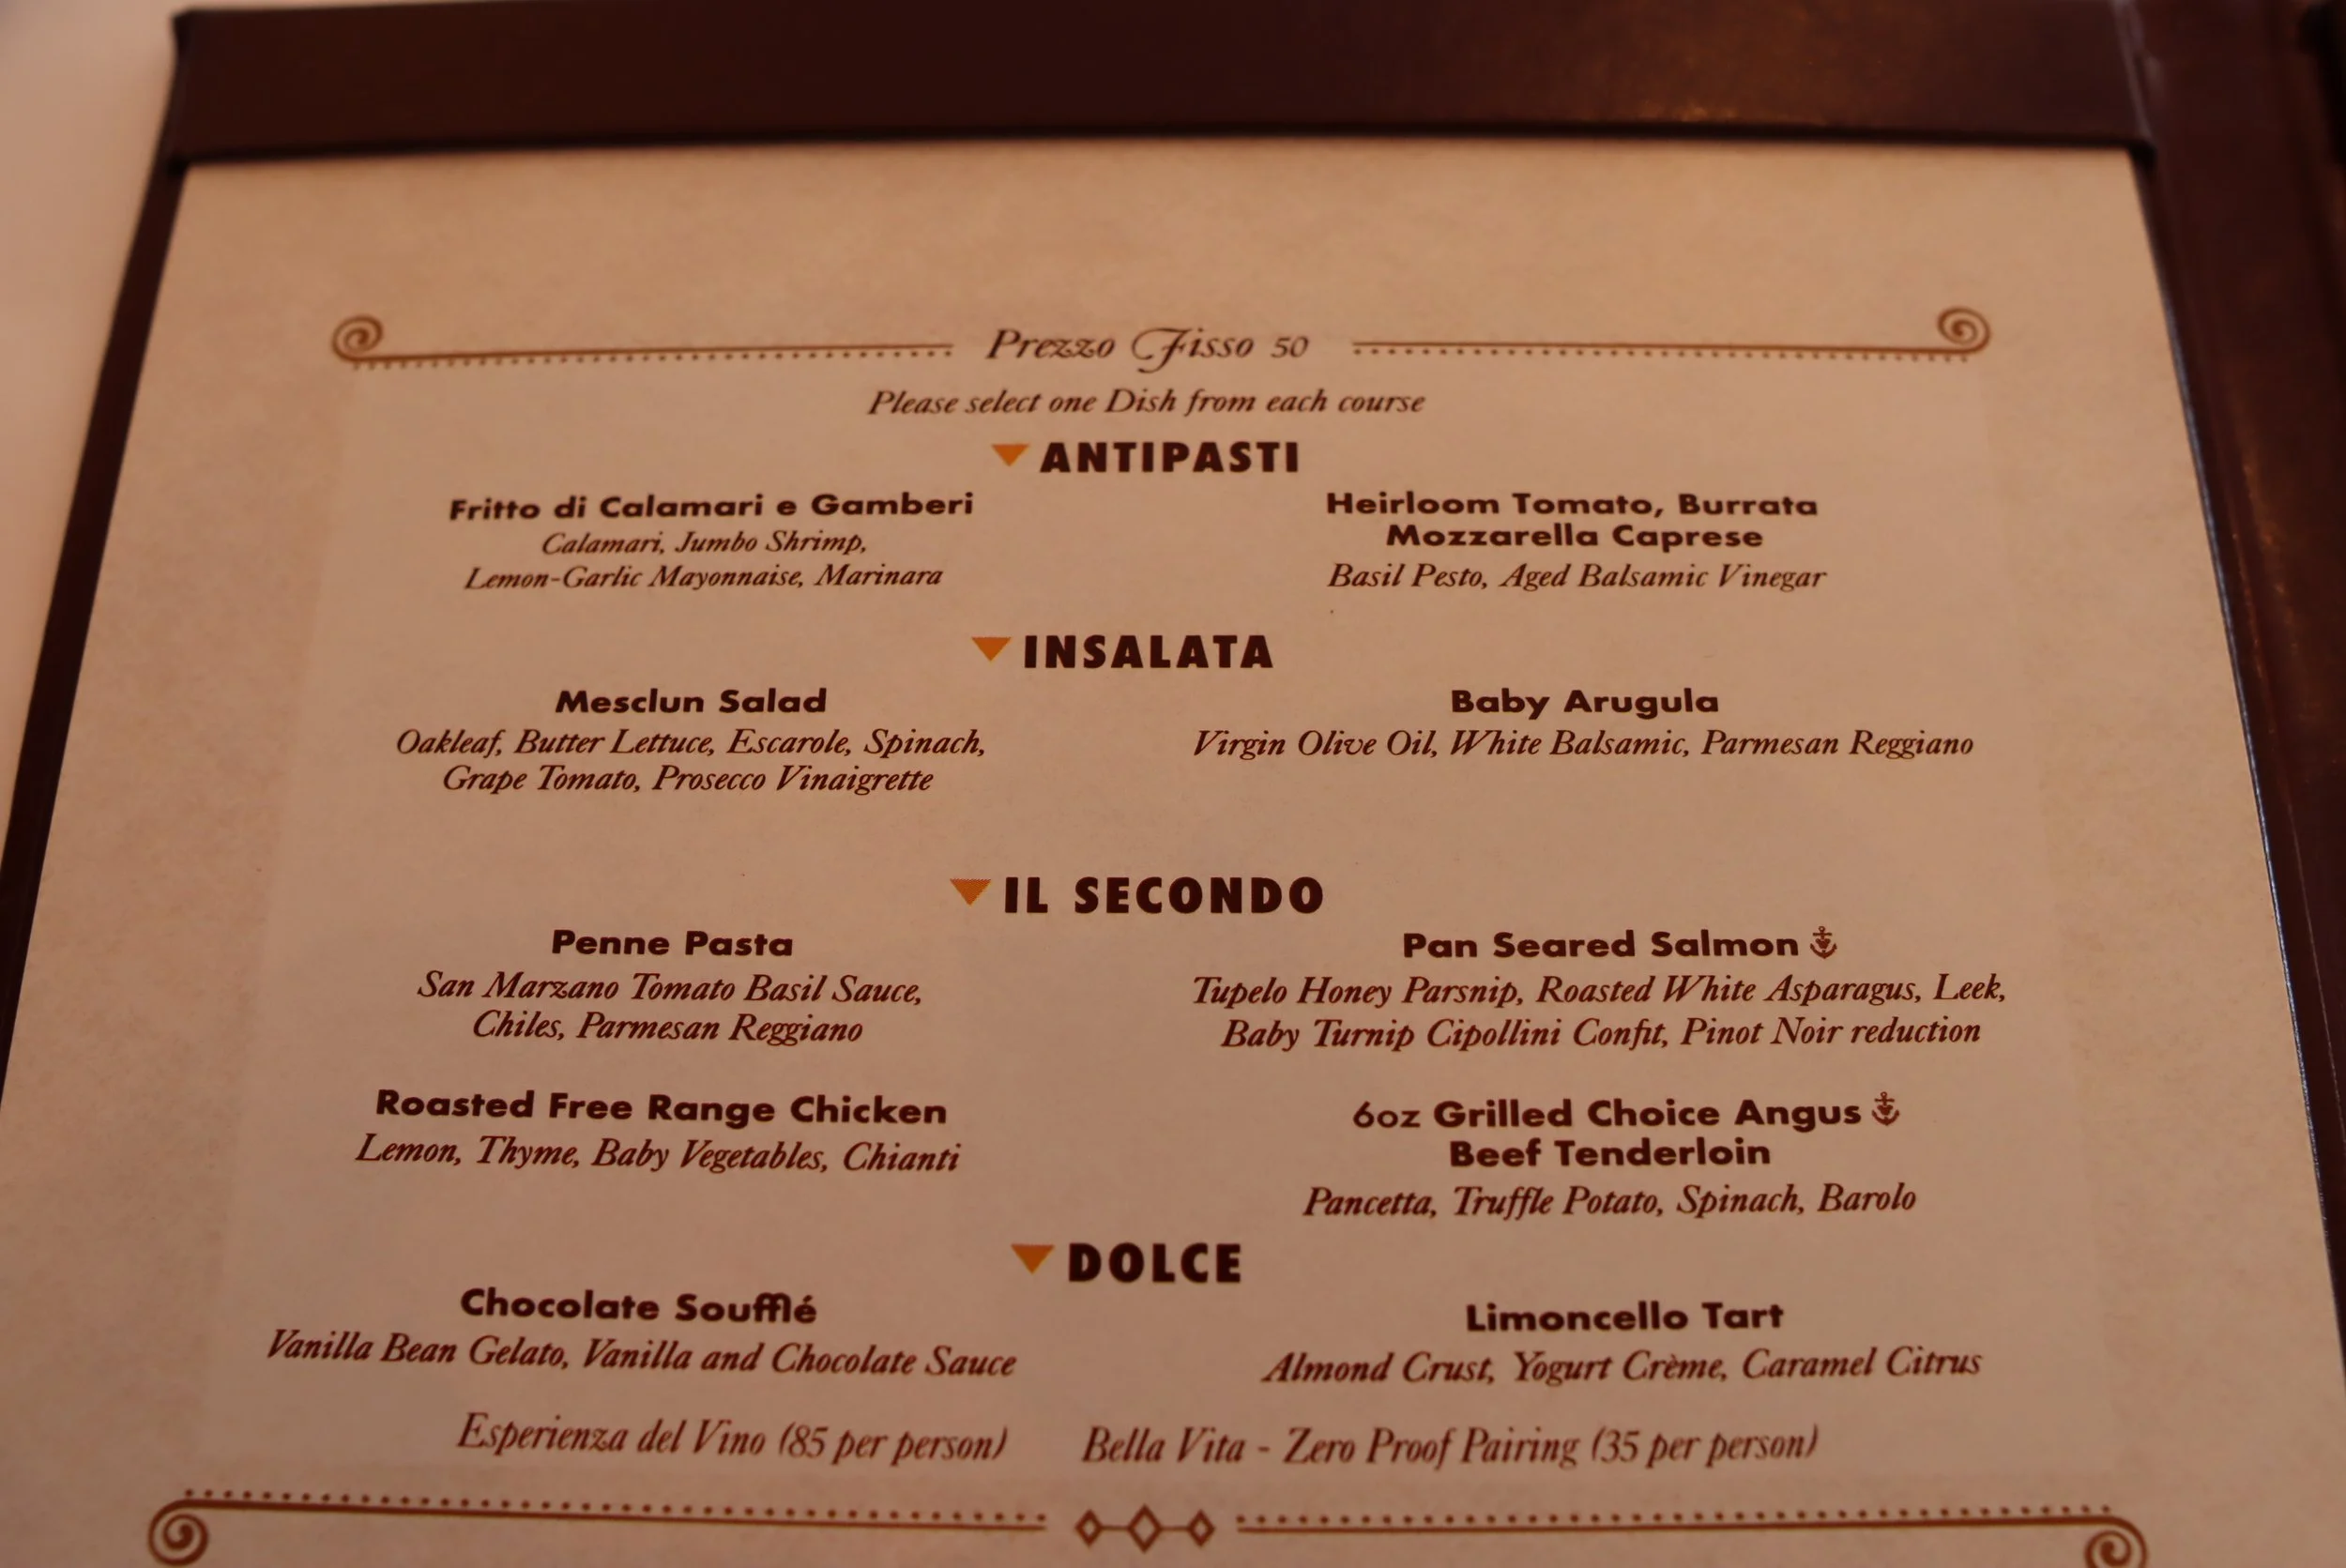 Prezzo Fisso 50
Please select one Dish from each course
ANTIPASTI
Fritto di Calamari e Gamberi
Calamari, Jumbo Shrimp,
Lemon-Garlic Mayonnaise, Marinara
Heirloom Tomato, Burrata
Mozzarella Caprese
Basil Pesto, Aged Balsamic Vinegar
INSALATA
Mesclun Salad
Oakleaf, Butter Lettuce, Escarole, Spinach,
Grape Tomato, Prosecco Vinaigrette
Baby Arugula
Virgin Olive Oil, White Balsamic, Parmesan Reggiano
IL SECONDO
Penne Pasta
San Marzano Tomato Basil Sauce,
Chiles, Parmesan Reggiano
Pan Seared Salmon
Tupelo Honey Parsnip, Roasted White Asparagus, Leek,
Baby Turnip Cipollini Confit, Pinot Noir reduction
Roasted Free Range Chicken
Lemon, Thyme, Baby Vegetables, Chianti
6oz Grilled Choice Angus
Beef Tenderloin
Pancetta, Truffle Potato, Spinach, Barolo
DOLCE
Chocolate Soufflé
Vanilla Bean Gelato, Vanilla and Chocolate Sauce
Limoncello Tart
Almond Crust, Yogurt Crème, Caramel Citrus
Esperienza del Vino (85 per person)
Bella Vita - Zero Proof Pairing (35 per person)